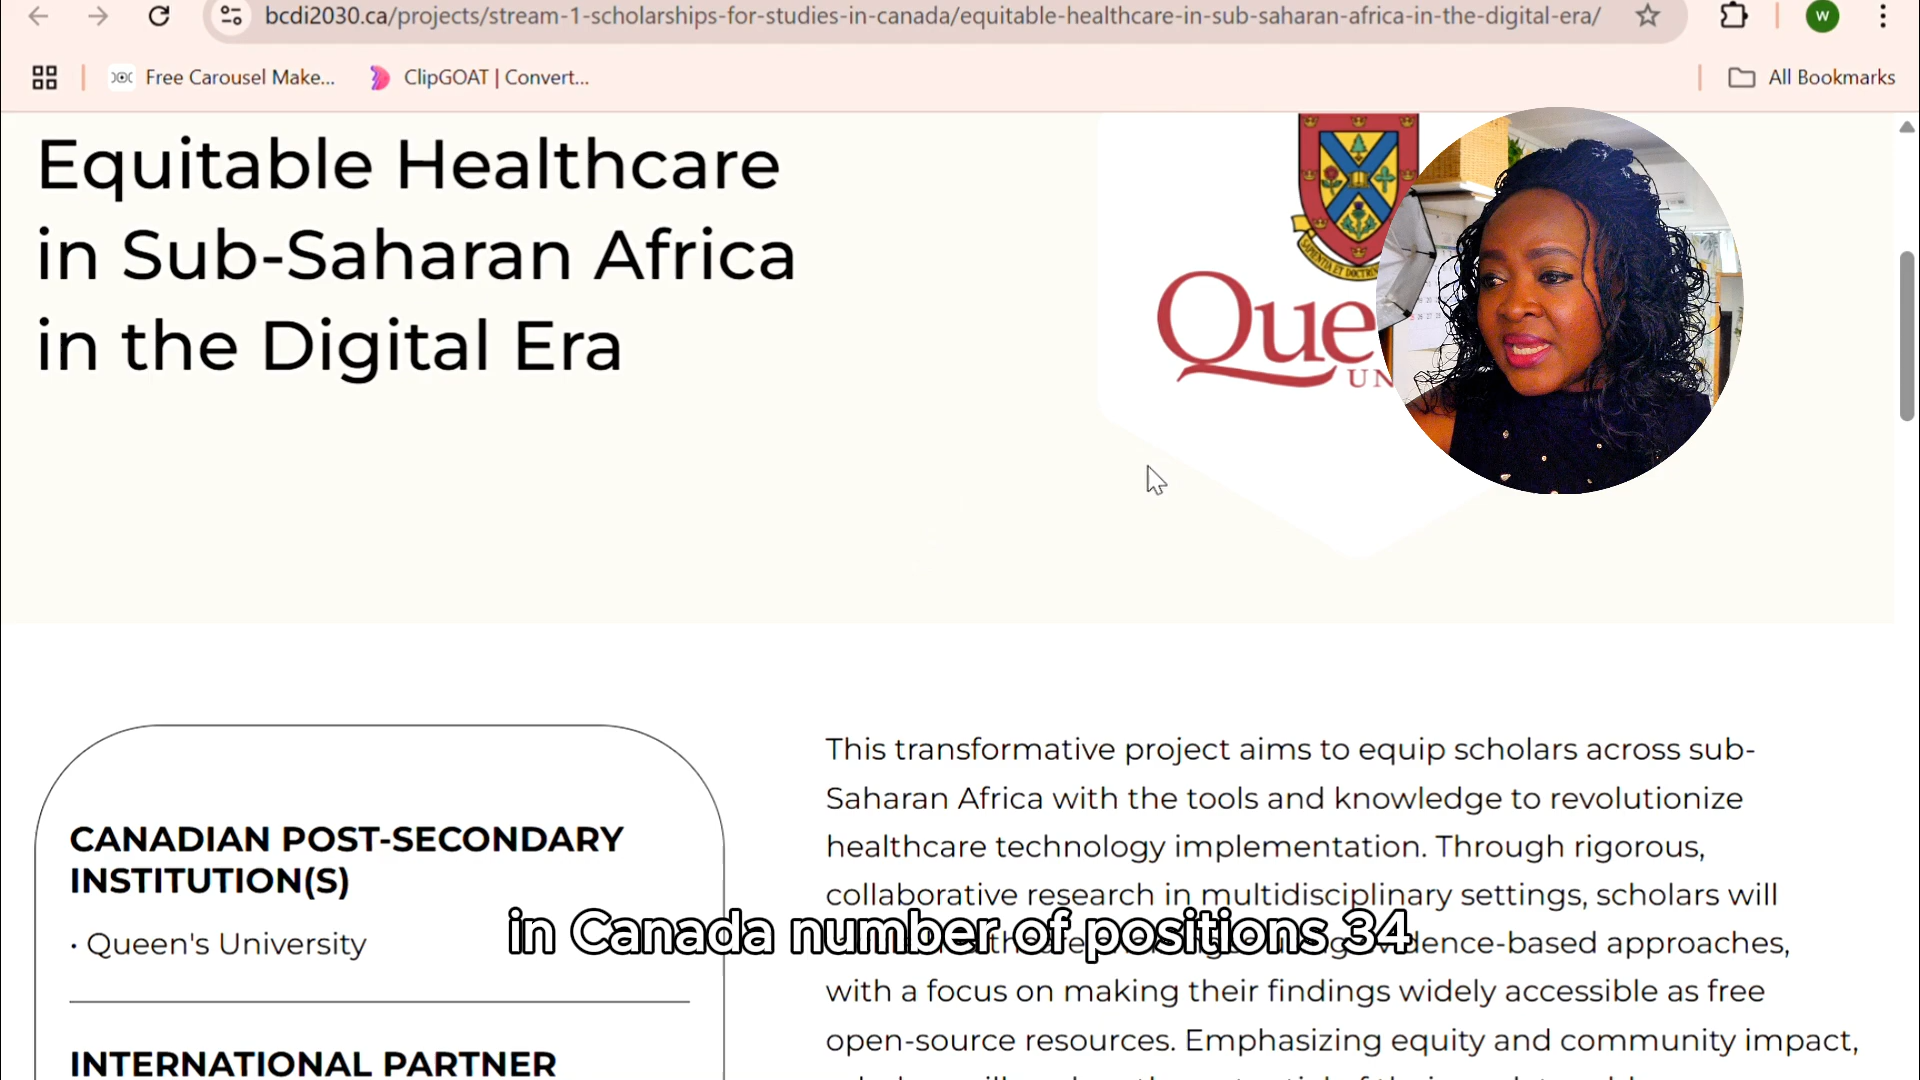 bcdi2030.ca/projects/stream-1-scholarships-for-studies-in-canada/equitable-healthcare-in-sub-saharan-africa-in-the-digital-era/
W
Free Carousel Make...
ClipGOAT | Convert...
All Bookmarks
Equitable Healthcare
in Sub-Saharan Africa
in the Digital Era
Que
UN
This transformative project aims to equip scholars across sub-
Saharan Africa with the tools and knowledge to revolutionize
healthcare technology implementation. Through rigorous,
collaborative research in multidisciplinary settings, scholars will
dence-based approaches,
with a focus on making their findings widely accessible as free
open-source resources. Emphasizing equity and community impact,
CANADIAN POST-SECONDARY
INSTITUTION(S)
· Queen's University
INTERNATIONAL PARTNER
in Canada number of positions 34